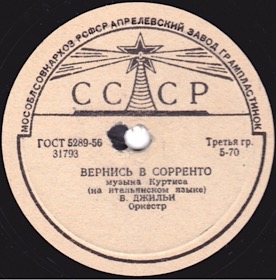 МОСОБЛСОВНАРХОЗ РСФСР АПРЕЛЕВСКИЙ ЗАВОД ГРАМПЛАСТИНОК
СССР
ГОСТ 5289-56
31793
Третья гр.
5-70
ВЕРНИСЬ В СОРРЕНТО
музыка Куртиса
(на итальянском языке)
В. ДЖИЛЬИ
Оркестр